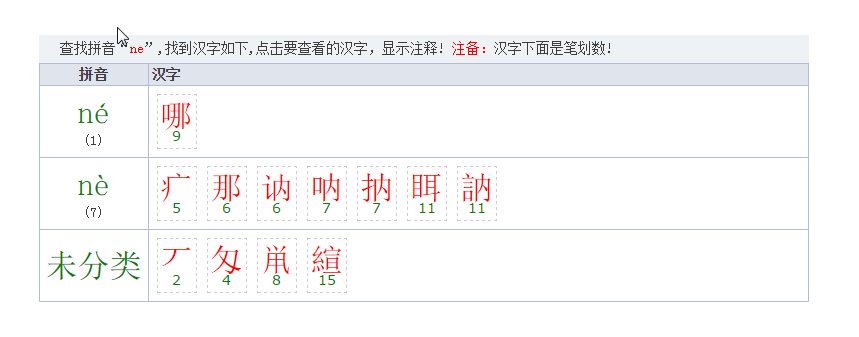 查找拼音“ne”,找到汉字如下,点击要查看的汉字，显示注释! 注备：汉字下面是笔划数!
拼音 汉字
né 哪
(1) 9
nè 疒 那 讷 呐 抐 眲 訥
(7) 5 6 6 7 7 11 11
未分类
2 4 8 15